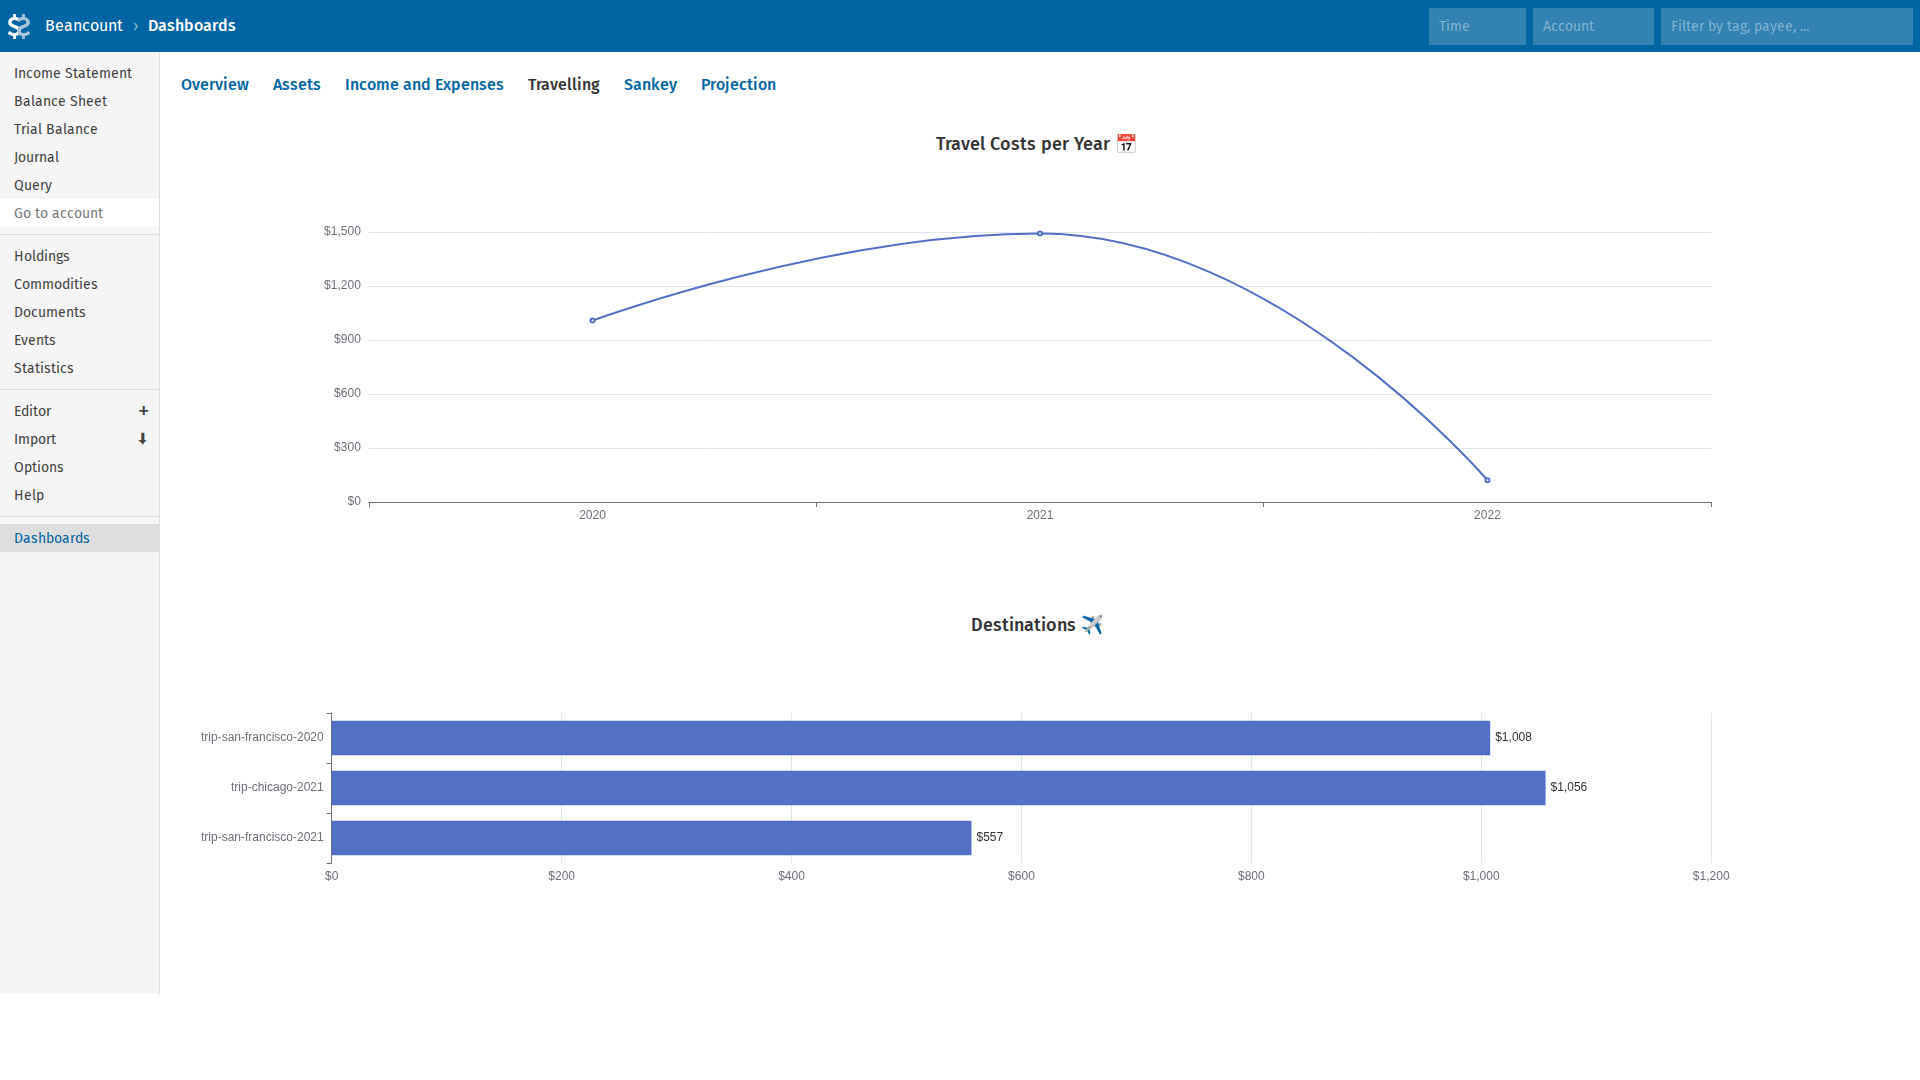 Beancount › Dashboards
Time
Account
Filter by tag, payee, ...
Income Statement
Balance Sheet
Trial Balance
Journal
Query
Go to account
Holdings
Commodities
Documents
Events
Statistics
Editor +
Import ⬇
Options
Help
Dashboards
Overview Assets Income and Expenses Travelling Sankey Projection
Travel Costs per Year 📅
$1,500
$1,200
$900
$600
$300
$0
2020 2021 2022
Destinations ✈️
trip-san-francisco-2020 $1,008
trip-chicago-2021 $1,056
trip-san-francisco-2021 $557
$0 $200 $400 $600 $800 $1,000 $1,200